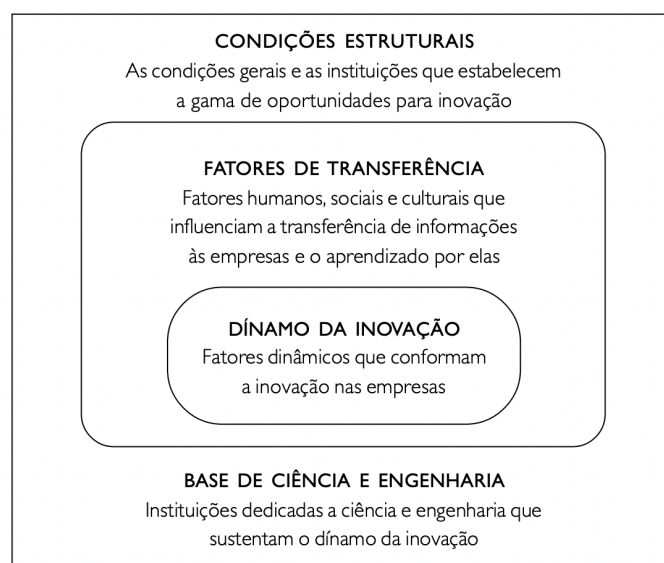 CONDIÇÕES ESTRUTURAIS
As condições gerais e as instituições que estabelecem
a gama de oportunidades para inovação
FATORES DE TRANSFERÊNCIA
Fatores humanos, sociais e culturais que
influenciam a transferência de informações
às empresas e o aprendizado por elas
DÍNAMO DA INOVAÇÃO
Fatores dinâmicos que conformam
a inovação nas empresas
BASE DE CIÊNCIA E ENGENHARIA
Instituições dedicadas a ciência e engenharia que
sustentam o dínamo da inovação